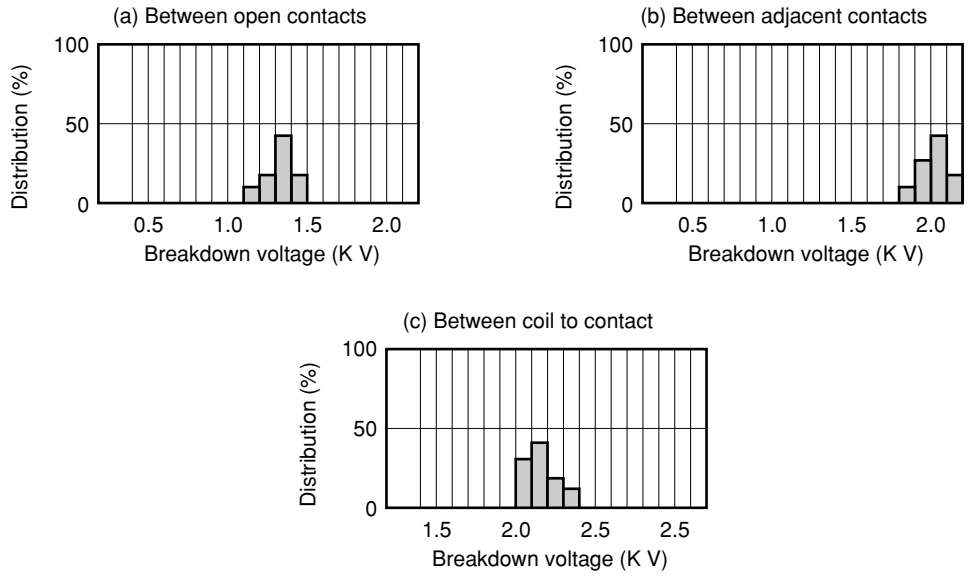 (a) Between open contacts
100
50
0
Distribution (%)
0.5 1.0 1.5 2.0
Breakdown voltage (K V)
(b) Between adjacent contacts
100
50
0
Distribution (%)
0.5 1.0 1.5 2.0
Breakdown voltage (K V)
(c) Between coil to contact
100
50
0
Distribution (%)
1.5 2.0 2.5 2.5
Breakdown voltage (K V)